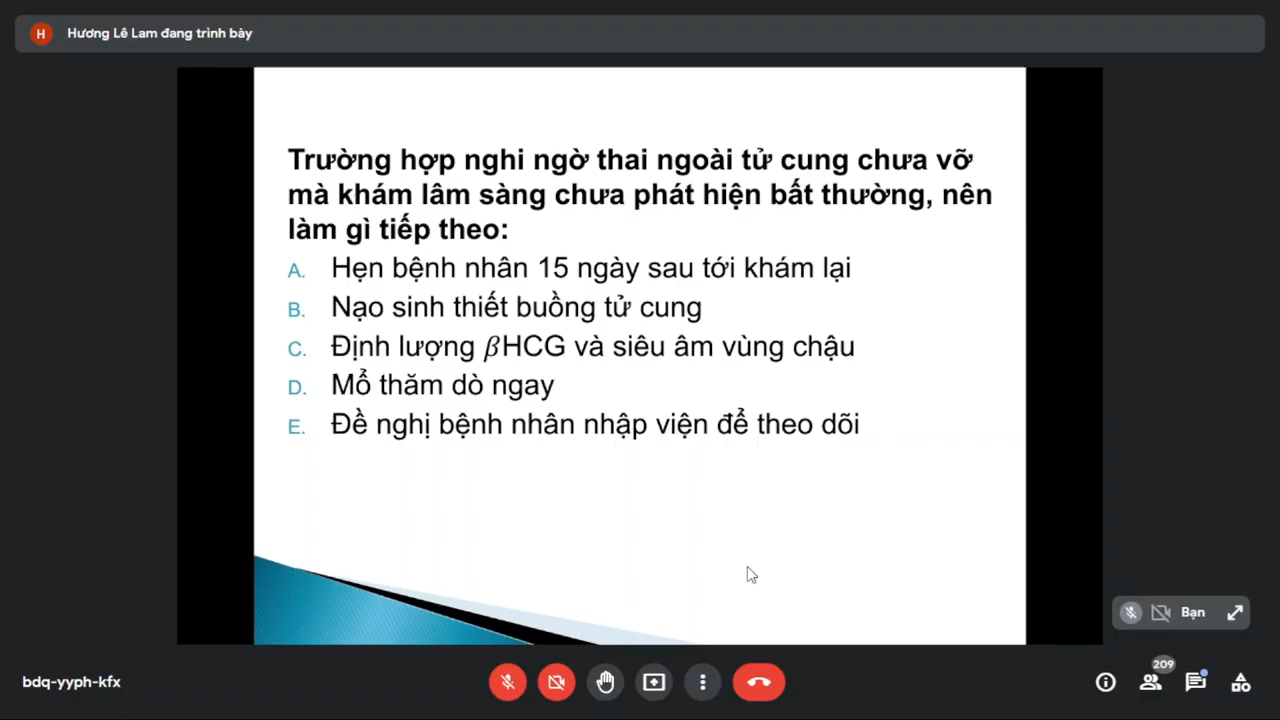 H Hương Lê Lam đang trình bày
Trường hợp nghi ngờ thai ngoài tử cung chưa vỡ
mà khám lâm sàng chưa phát hiện bất thường, nên
làm gì tiếp theo:
A. Hẹn bệnh nhân 15 ngày sau tới khám lại
B. Nạo sinh thiết buồng tử cung
C. Định lượng βHCG và siêu âm vùng chậu
D. Mổ thăm dò ngay
E. Đề nghị bệnh nhân nhập viện để theo dõi
Bạn
bdq-yyph-kfx
209